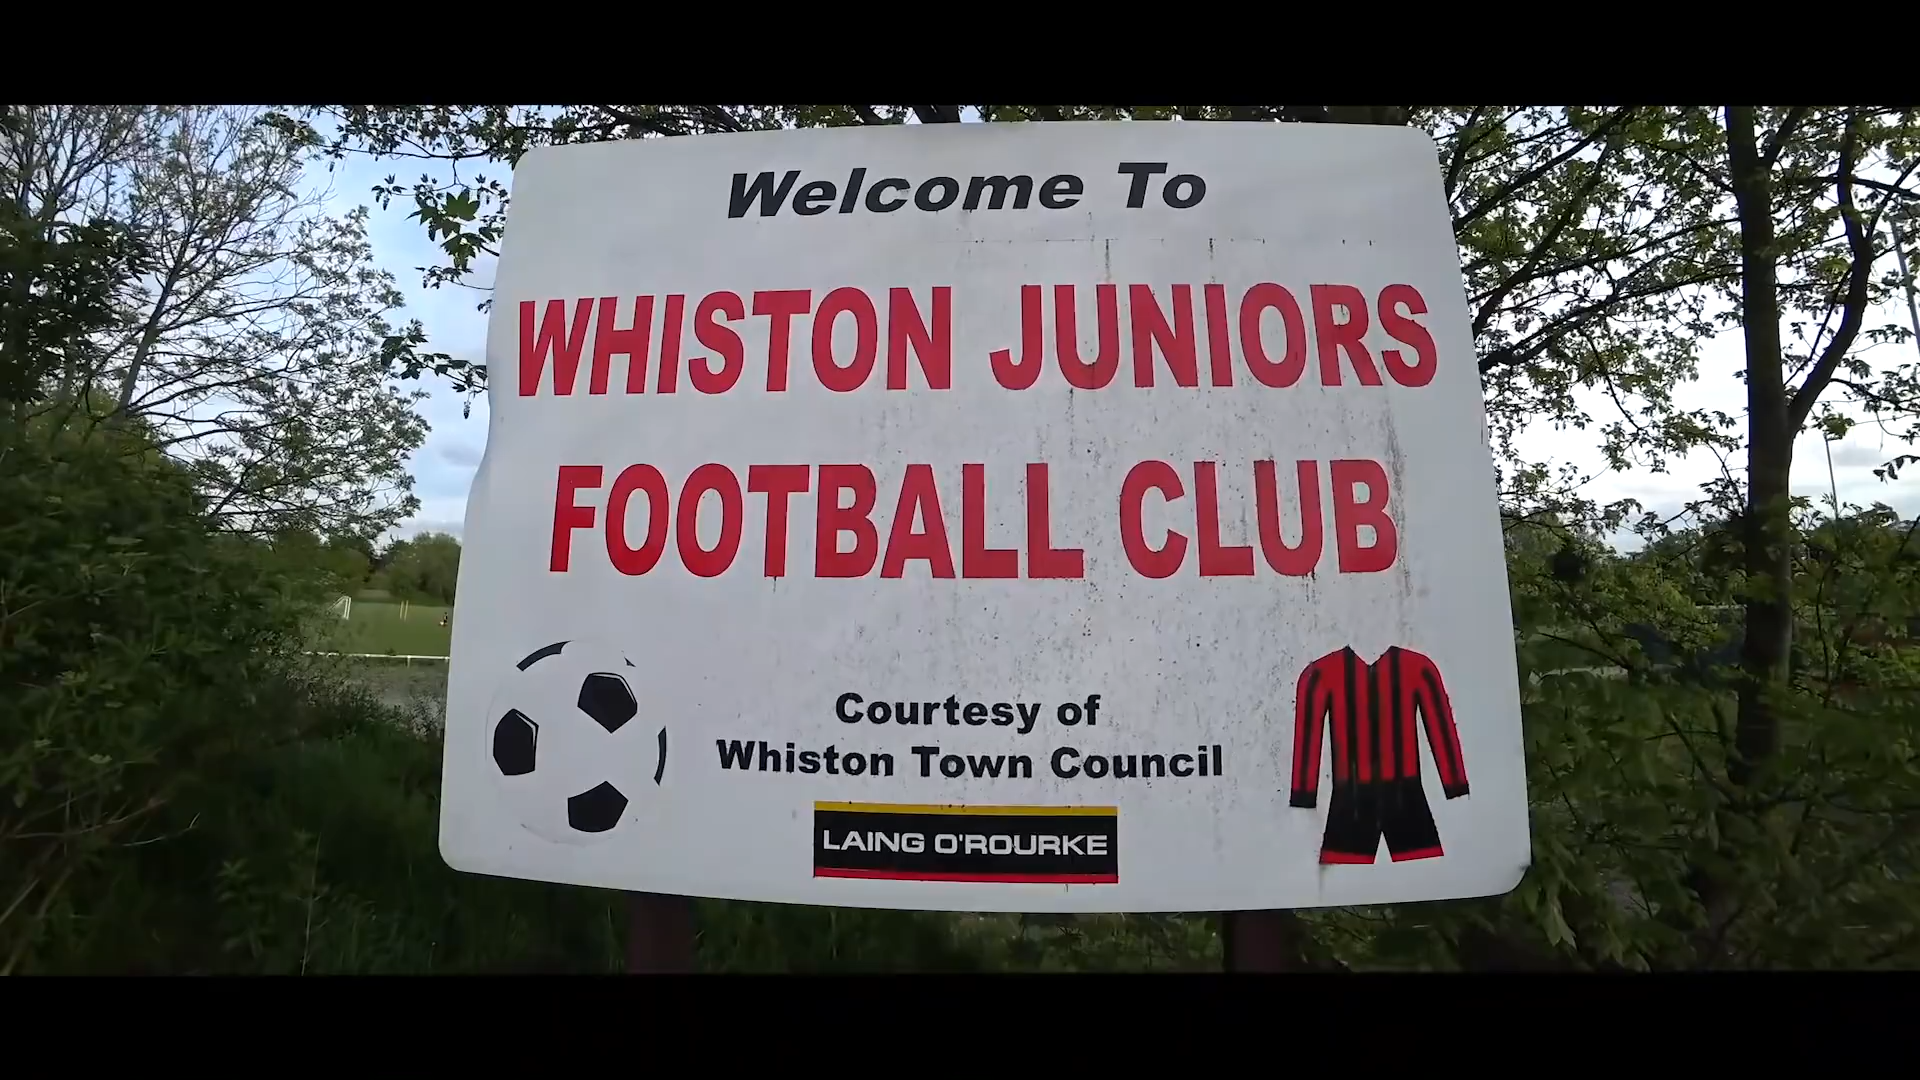 Welcome To
WHISTON JUNIORS
FOOTBALL CLUB
Courtesy of
Whiston Town Council
LAING O'ROURKE